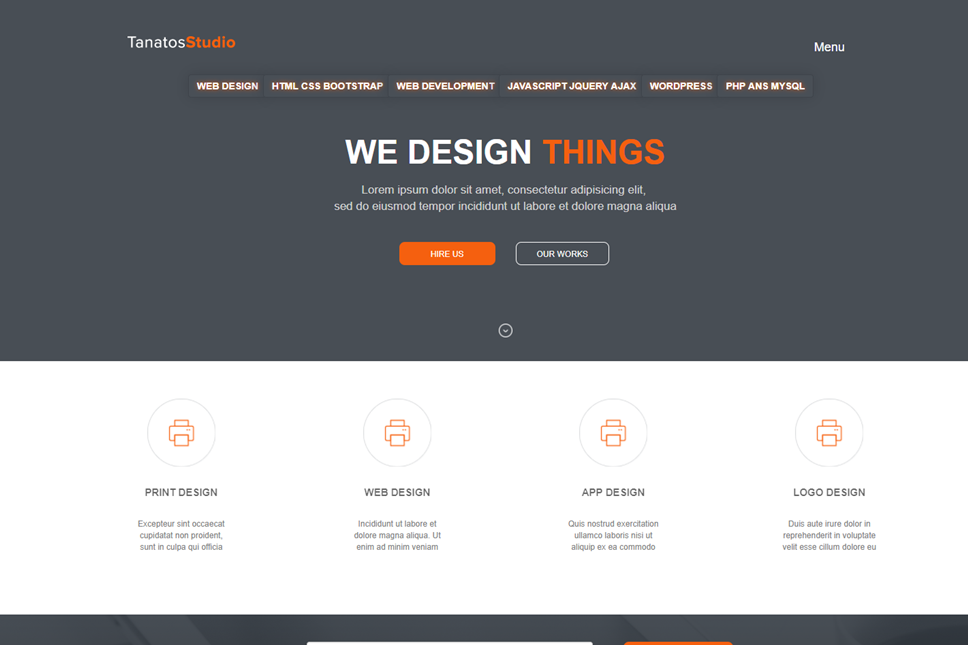 TanatosStudio
Menu
WEB DESIGN HTML CSS BOOTSTRAP WEB DEVELOPMENT JAVASCRIPT JQUERY AJAX WORDPRESS PHP ANS MYSQL
WE DESIGN THINGS
Lorem ipsum dolor sit amet, consectetur adipisicing elit,
sed do eiusmod tempor incididunt ut labore et dolore magna aliqua
HIRE US OUR WORKS
PRINT DESIGN
Excepteur sint occaecat
cupidatat non proident,
sunt in culpa qui officia
WEB DESIGN
Incididunt ut labore et
dolore magna aliqua. Ut
enim ad minim veniam
APP DESIGN
Quis nostrud exercitation
ullamco laboris nisi ut
aliquip ex ea commodo
LOGO DESIGN
Duis aute irure dolor in
reprehenderit in voluptate
velit esse cillum dolore eu